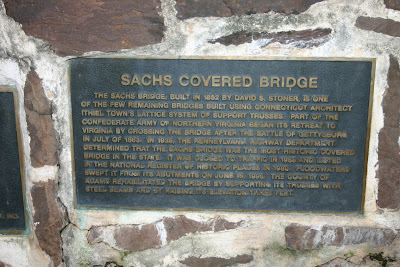 SACHS COVERED BRIDGE
THE SACHS BRIDGE, BUILT IN 1852 BY DAVID S. STONER, IS ONE
OF THE FEW REMAINING BRIDGES BUILT USING CONNECTICUT ARCHITECT
ITHIEL TOWN'S LATTICE SYSTEM OF SUPPORT TRUSSES. PART OF THE
CONFEDERATE ARMY OF NORTHERN VIRGINIA BEGAN ITS RETREAT TO
VIRGINIA BY CROSSING THE BRIDGE AFTER THE BATTLE OF GETTYSBURG
IN JULY OF 1863. IN 1938, THE PENNSYLVANIA HIGHWAY DEPARTMENT
DETERMINED THAT THE SACHS BRIDGE WAS THE MOST HISTORIC COVERED
BRIDGE IN THE STATE. IT WAS CLOSED TO TRAFFIC IN 1968 AND LISTED
IN THE NATIONAL REGISTER OF HISTORIC PLACES IN 1980. FLOODWATERS
SWEPT IT FROM ITS ABUTMENTS ON JUNE 19, 1996. THE COUNTY OF
ADAMS REHABILITATED THE BRIDGE BY SUPPORTING ITS TRUSSES WITH
STEEL BEAMS AND BY RAISING ITS ELEVATION THREE FEET.